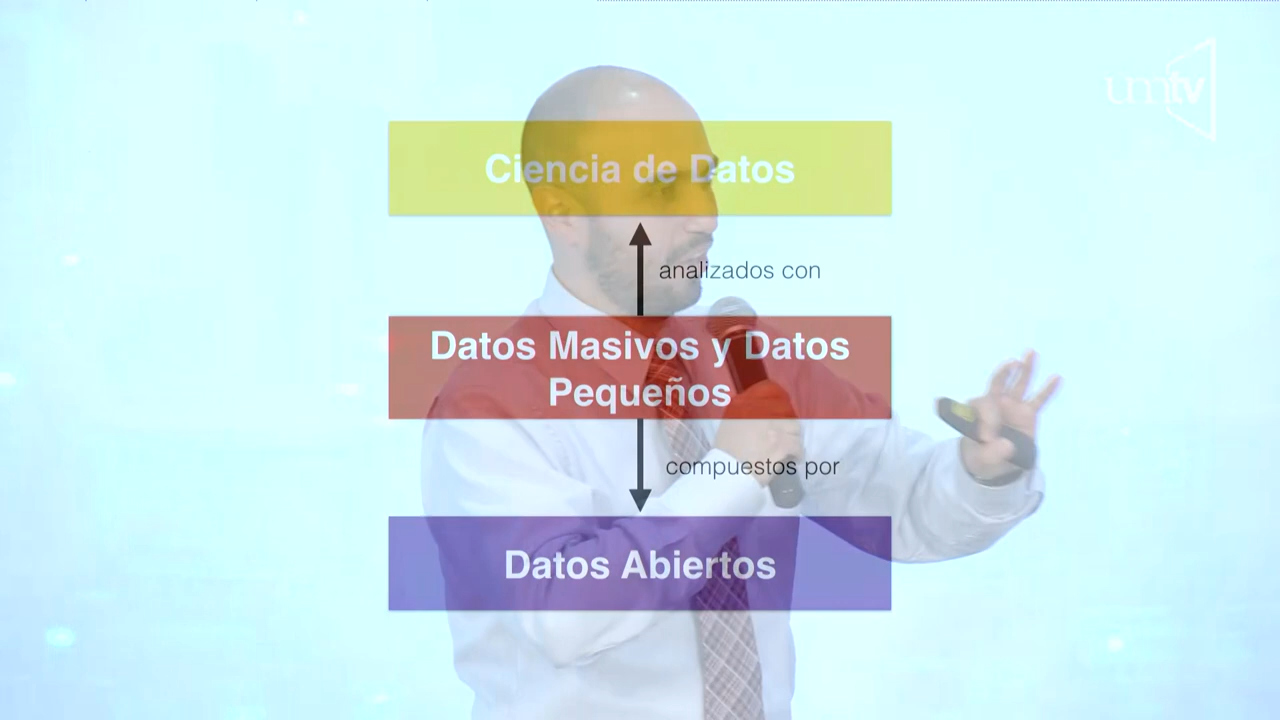 umtv
Ciencia de Datos
analizados con
Datos Masivos y Datos
Pequeños
compuestos por
Datos Abiertos